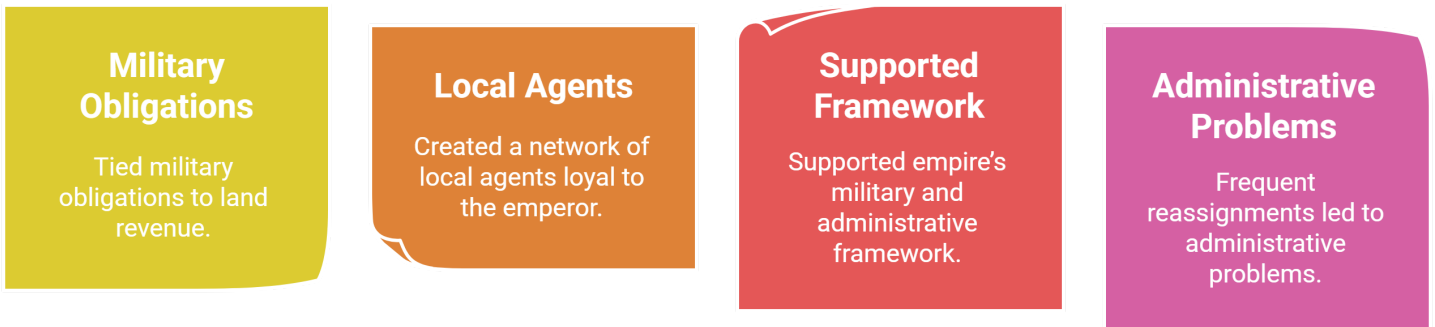 Military
Obligations
Tied military
obligations to land
revenue.
Local Agents
Created a network of
local agents loyal to
the emperor.
Supported
Framework
Supported empire’s
military and
administrative
framework.
Administrative
Problems
Frequent
reassignments led to
administrative
problems.